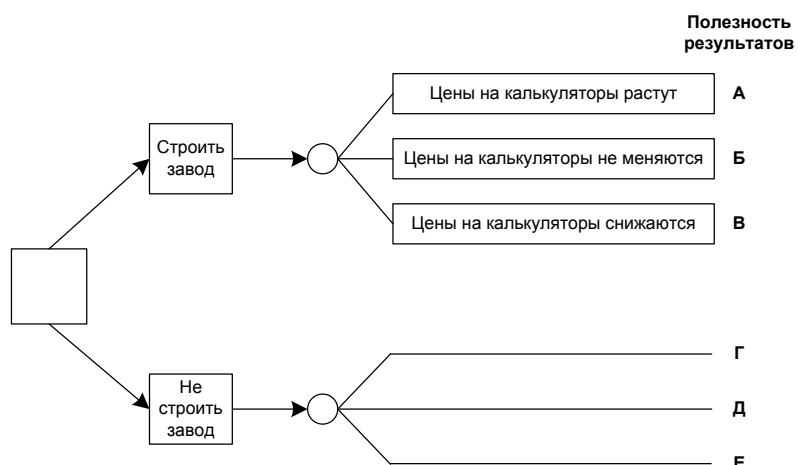 Полезность
результатов
Цены на калькуляторы растут
А
Строить
завод
Цены на калькуляторы не меняются
Б
Цены на калькуляторы снижаются
В
Г
Не
строить
завод
Д
Е